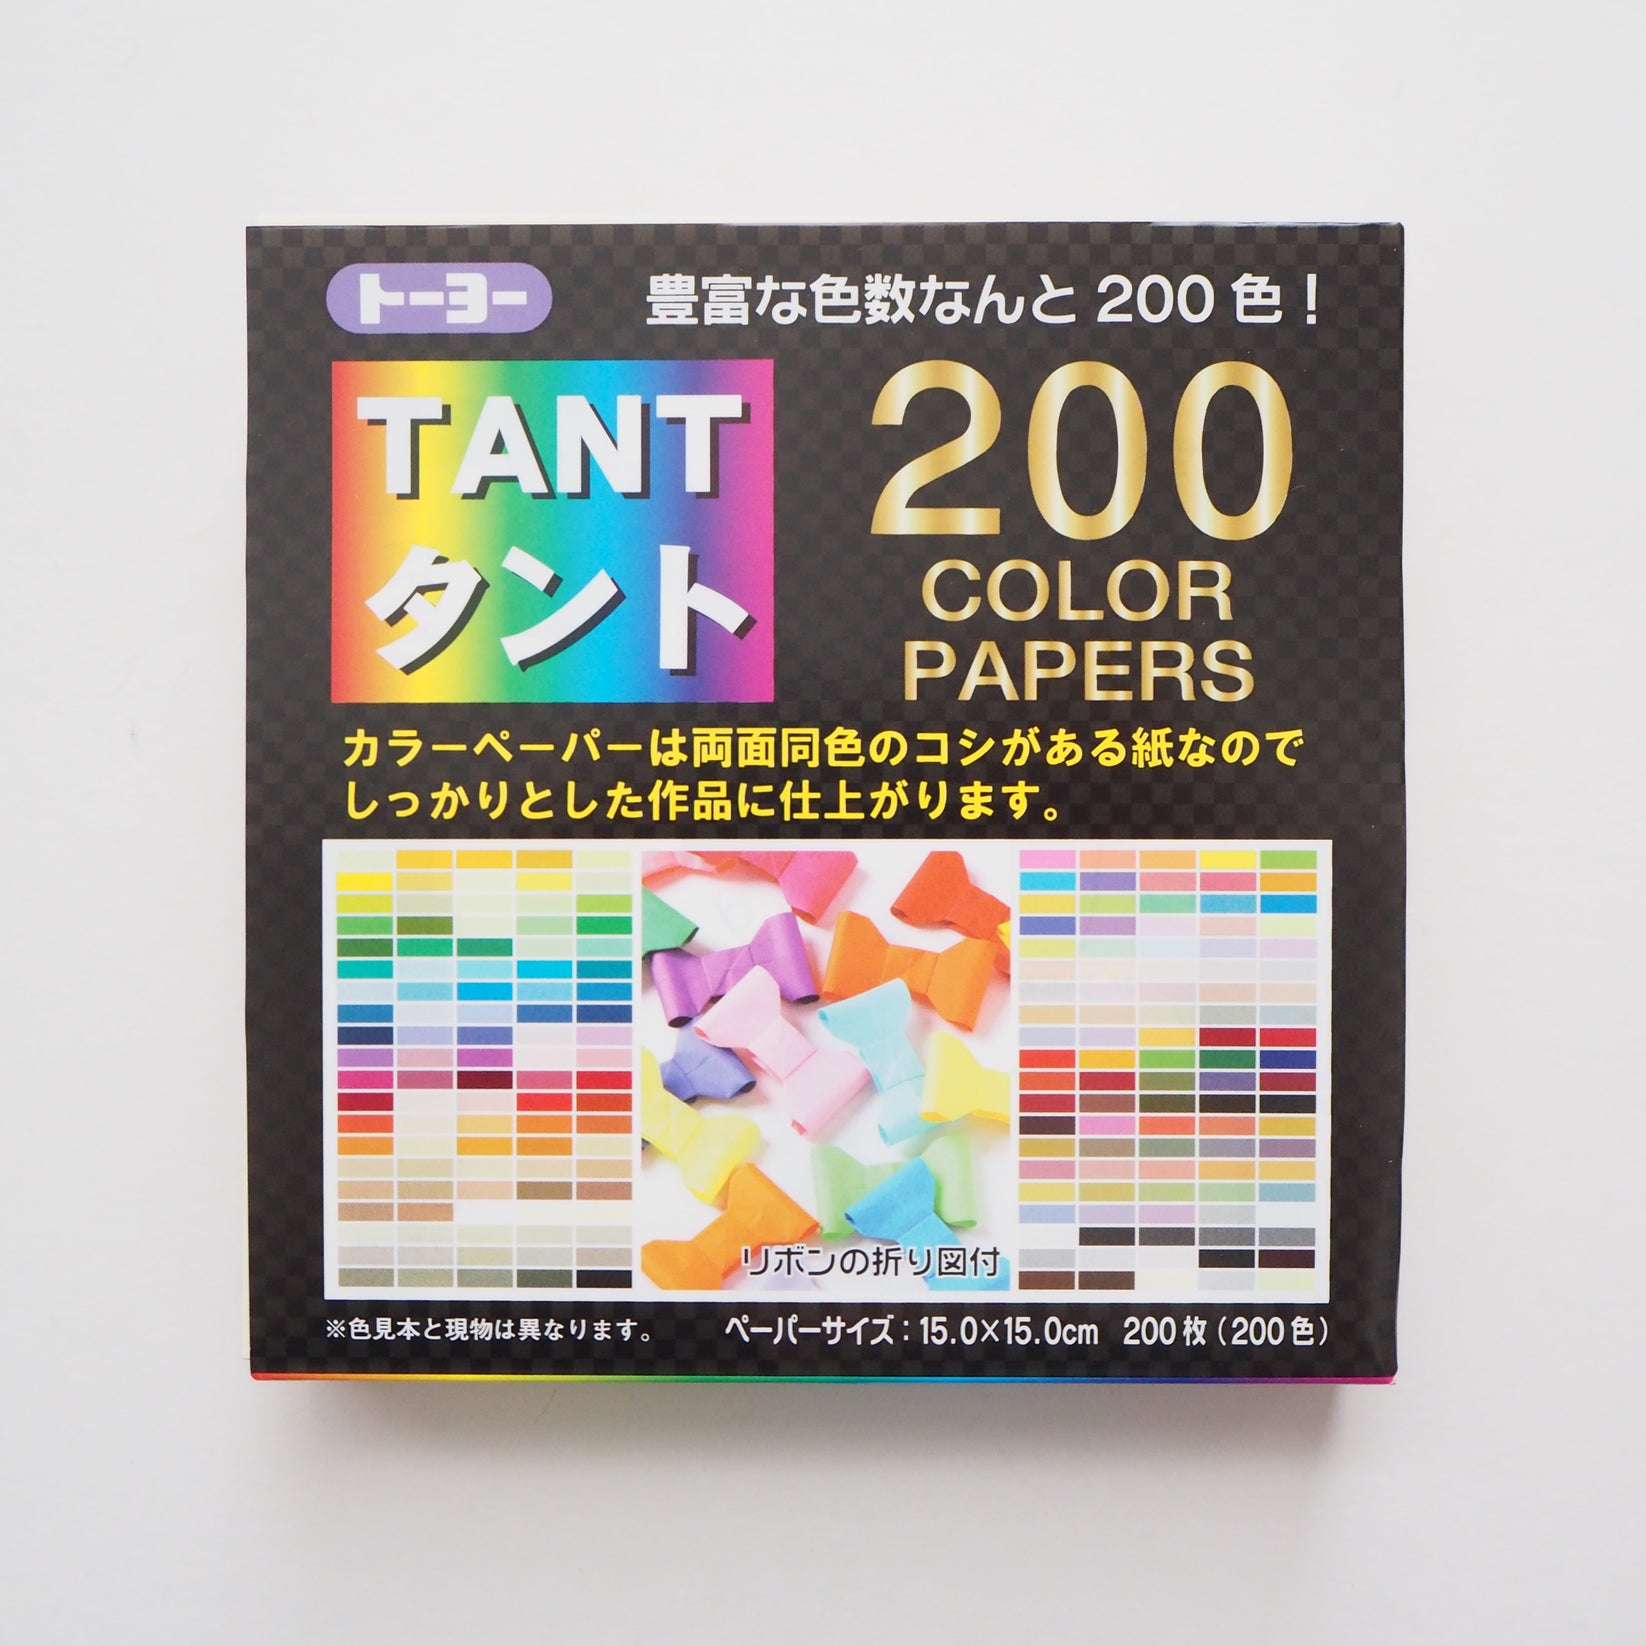 トーヨー
豊富な色数なんと200色！
TANT
タント
200
COLOR
PAPERS
カラーペーパーは両面同色のコシがある紙なので
しっかりとした作品に仕上がります。
リボンの折り図付
※色見本と現物は異なります。
ペーパーサイズ：15.0×15.0cm 200枚（200色）